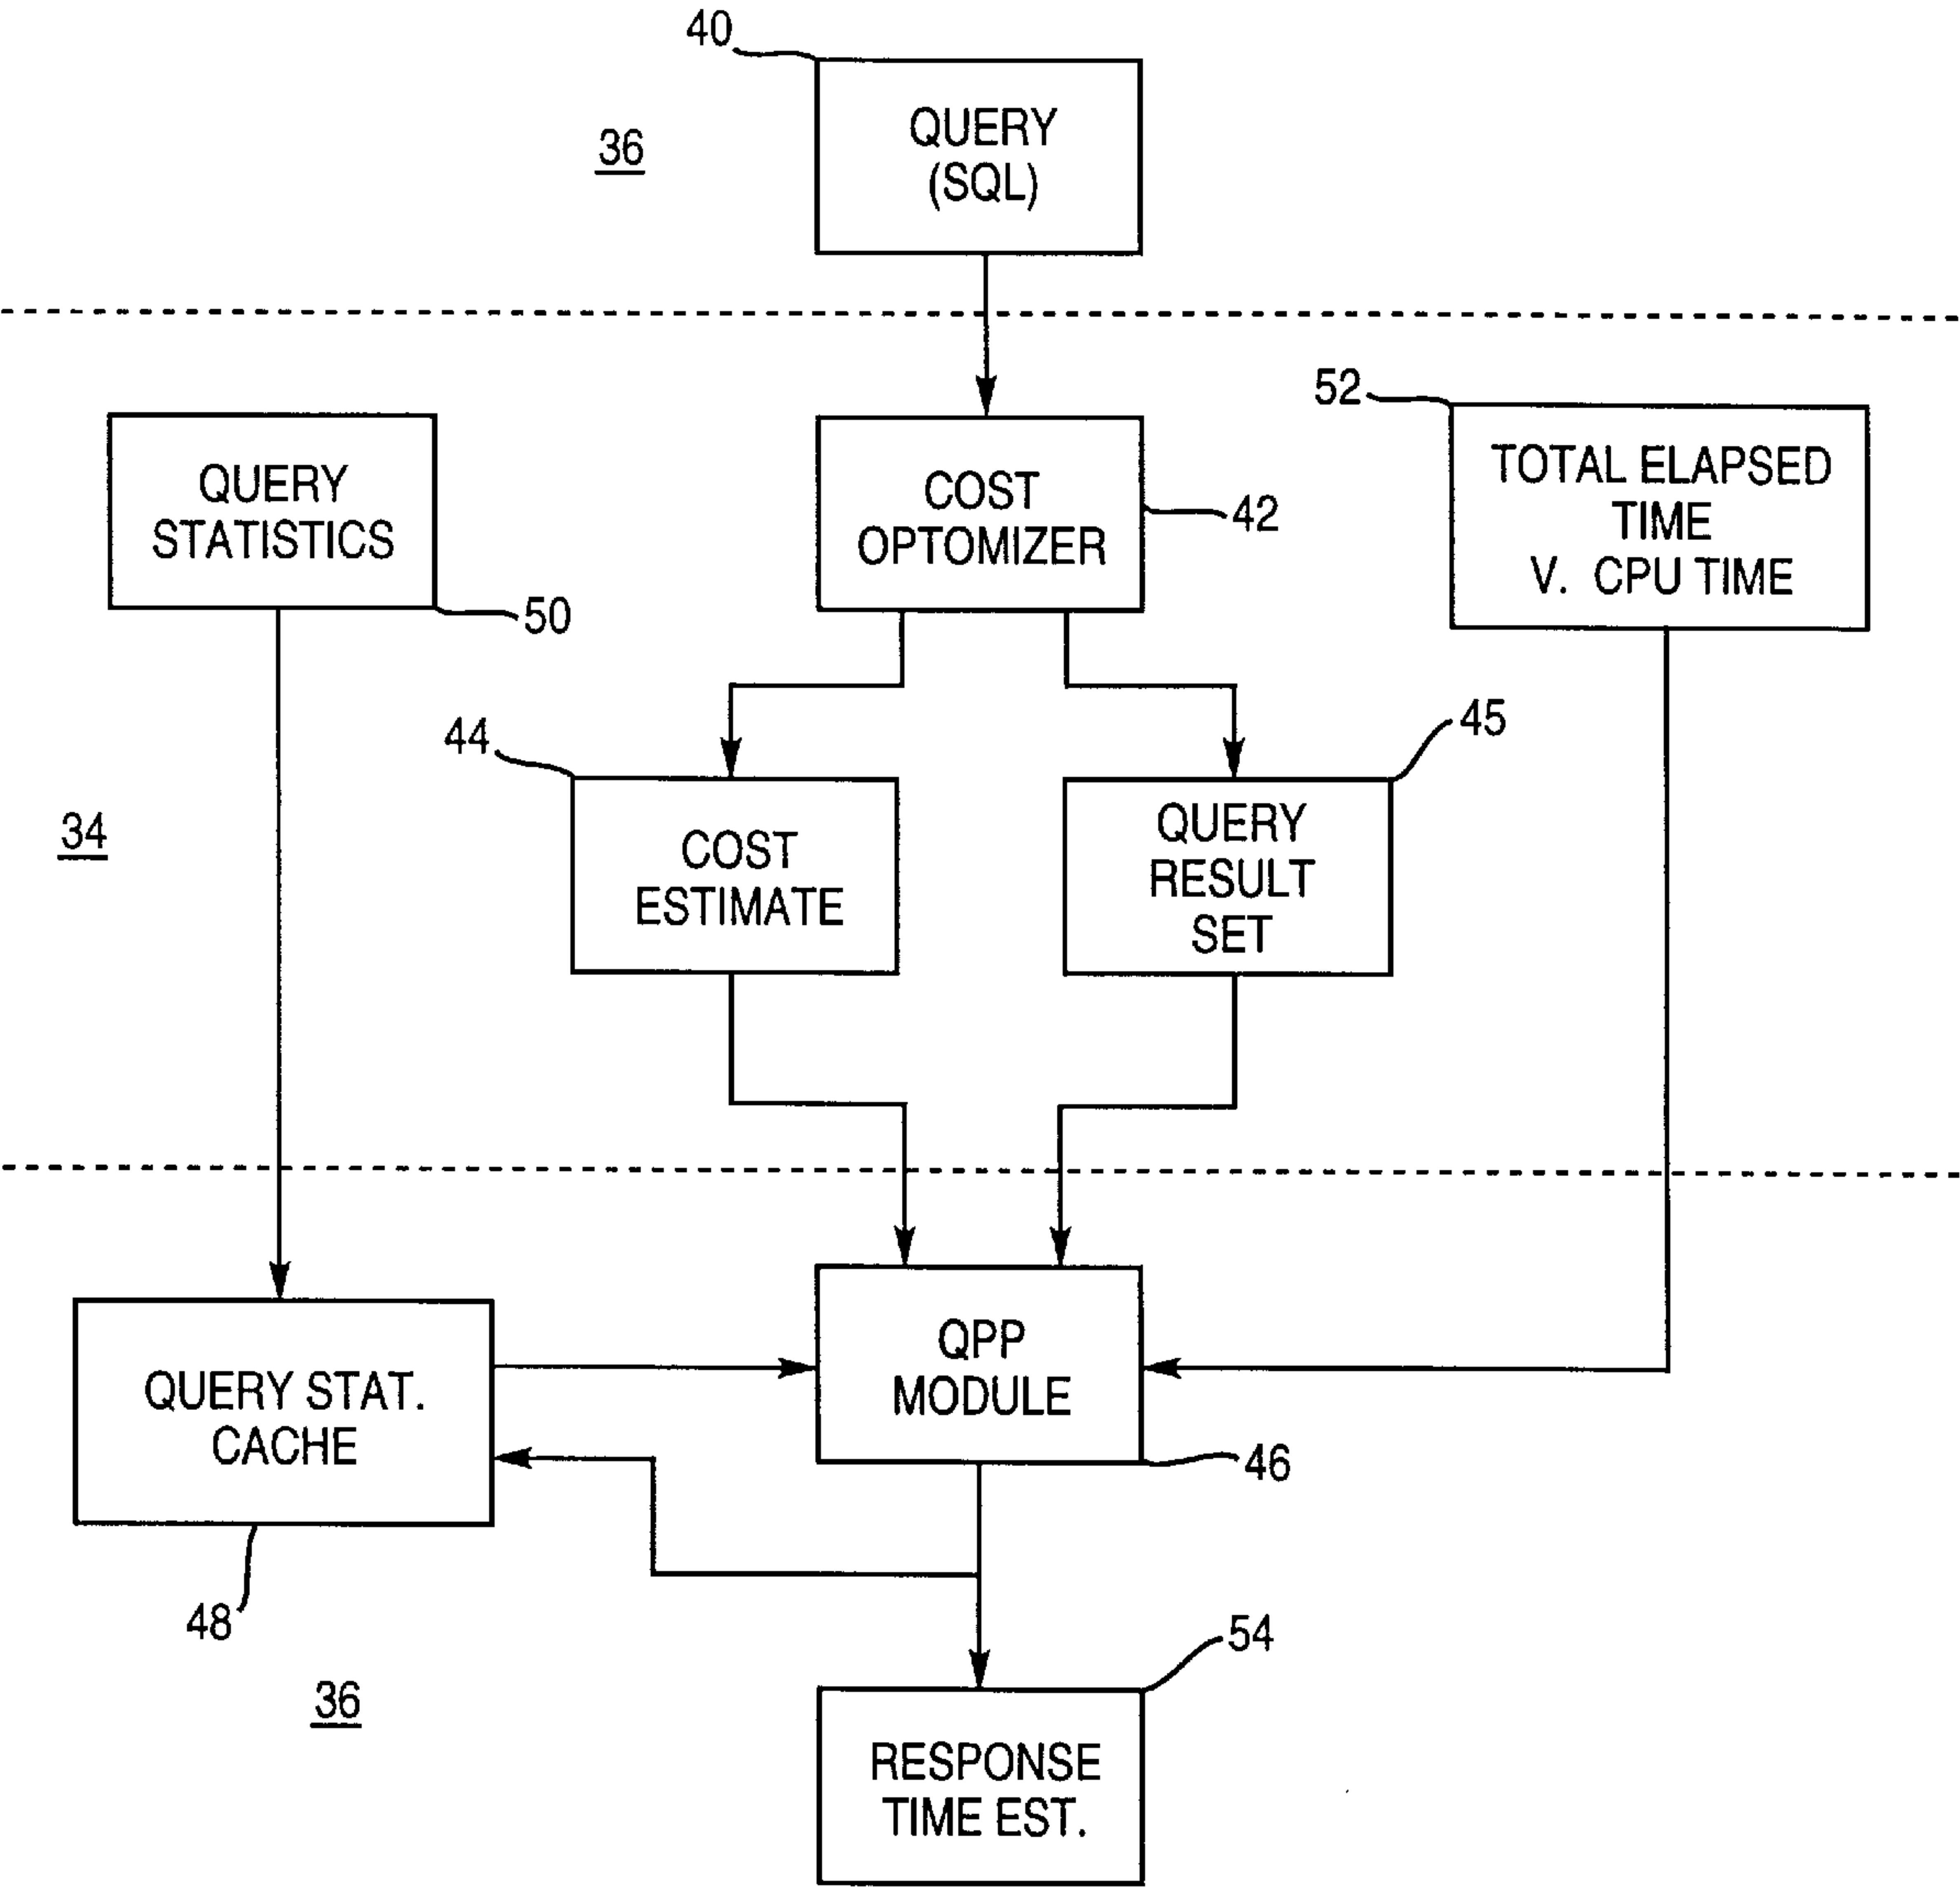 40
QUERY
(SQL)
36
52
TOTAL ELAPSED
TIME
V. CPU TIME
QUERY
STATISTICS
50
COST
OPTOMIZER
42
44
45
COST
ESTIMATE
QUERY
RESULT
SET
34
QPP
MODULE
46
QUERY STAT.
CACHE
48
36
54
RESPONSE
TIME EST.